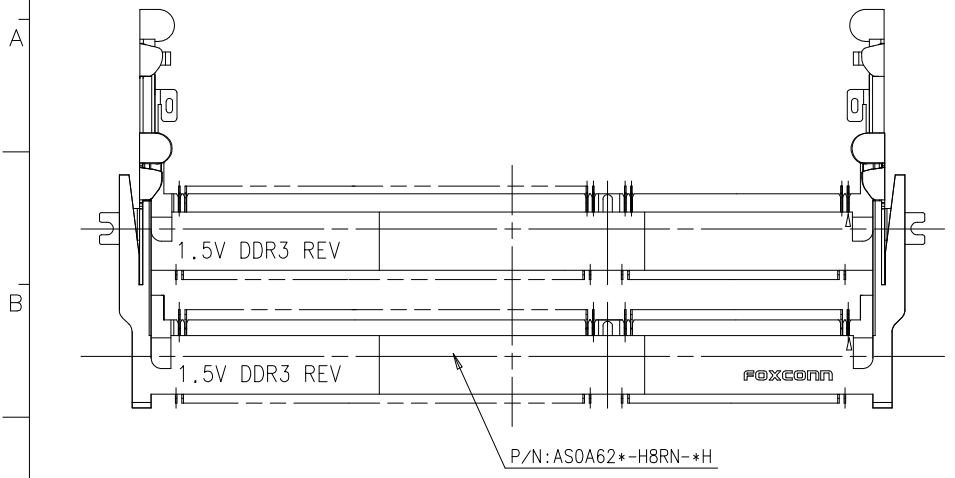 A
1.5V DDR3 REV
B
1.5V DDR3 REV
FOXCONN
P/N:AS0A62*-H8RN-*H